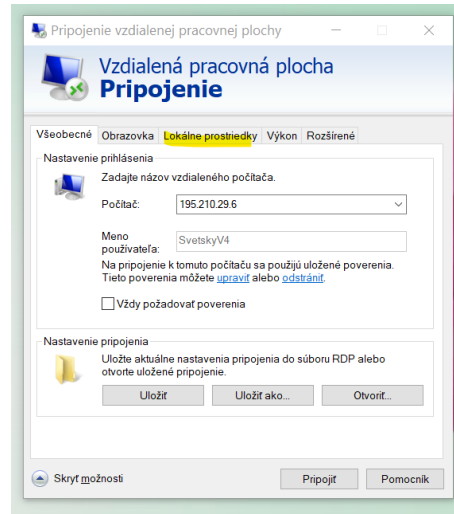 Pripojenie vzdialenej pracovnej plochy
Vzdialená pracovná plocha
Pripojenie
Všeobecné Obrazovka Lokálne prostriedky Výkon Rozšírené
Nastavenie prihlásenia
Zadajte názov vzdialeného počítača.
Počítač: 195.210.29.6
Meno
používateľa: SvetskyV4
Na pripojenie k tomuto počítaču sa použijú uložené poverenia.
Tieto poverenia môžete upraviť alebo odstrániť.
Vždy požadovať poverenia
Nastavenie pripojenia
Uložte aktuálne nastavenia pripojenia do súboru RDP alebo
otvorte uložené pripojenie.
Uložiť Uložiť ako... Otvoriť...
Skryť možnosti Pripojiť Pomocník